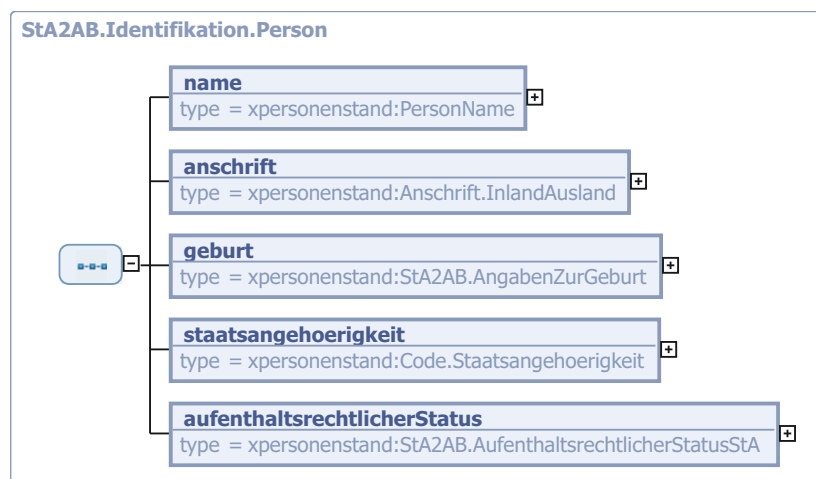 StA2AB.Identifikation.Person
name
type = xpersonenstand:PersonName
anschrift
type = xpersonenstand:Anschrift.InlandAusland
geburt
type = xpersonenstand:StA2AB.AngabenZurGeburt
staatsangehoerigkeit
type = xpersonenstand:Code.Staatsangehoerigkeit
aufenthaltsrechtlicherStatus
type = xpersonenstand:StA2AB.AufenthaltsrechtlicherStatusStA